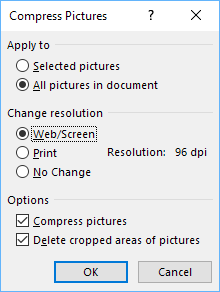 Compress Pictures
? ×
Apply to
Selected pictures
All pictures in document
Change resolution
Web/Screen
Print Resolution: 96 dpi
No Change
Options
Compress pictures
Delete cropped areas of pictures
OK Cancel